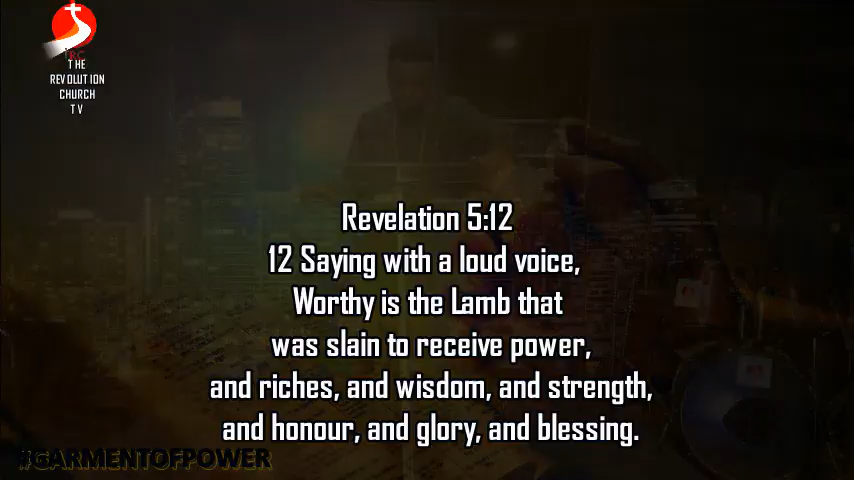 TRC
THE
REVOLUTION
CHURCH
TV
Revelation 5:12
12 Saying with a loud voice,
Worthy is the Lamb that
was slain to receive power,
and riches, and wisdom, and strength,
and honour, and glory, and blessing.
#GARMENTOFPOWER